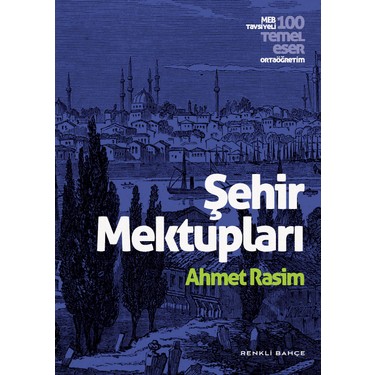 MEB
TAVSİYELİ 100
TEMEL
ESER
ORTAÖĞRETİM
Şehir
Mektupları
Ahmet Rasim
RENKLİ BAHÇE